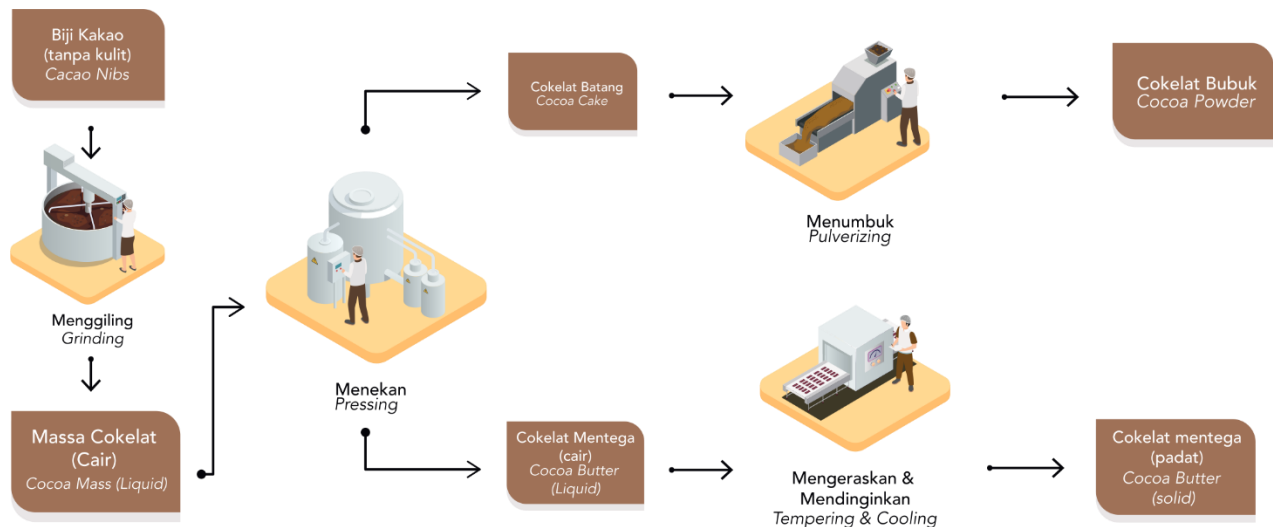 Biji Kakao
(tanpa kulit)
Cacao Nibs
Menggiling
Grinding
Massa Cokelat
(Cair)
Cocoa Mass (Liquid)
Menekan
Pressing
Cokelat Batang
Cocoa Cake
Menumbuk
Pulverizing
Cokelat Bubuk
Cocoa Powder
Cokelat Mentega
(cair)
Cocoa Butter
(Liquid)
Mengeraskan &
Mendinginkan
Tempering & Cooling
Cokelat mentega
(padat)
Cocoa Butter
(solid)